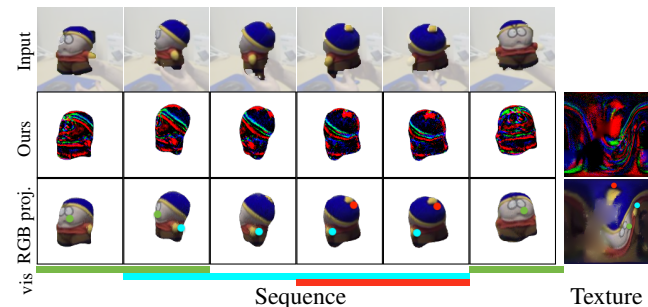 Input
Ours
RGB proj.
vis
Sequence
Texture